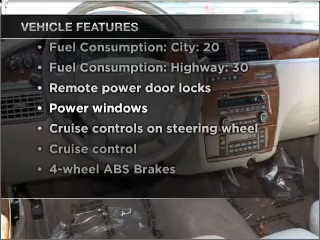 VEHICLE FEATURES
• Fuel Consumption: City: 20
• Fuel Consumption: Highway: 30
• Remote power door locks
• Power windows
• Cruise controls on steering wheel
• Cruise control
• 4-wheel ABS Brakes